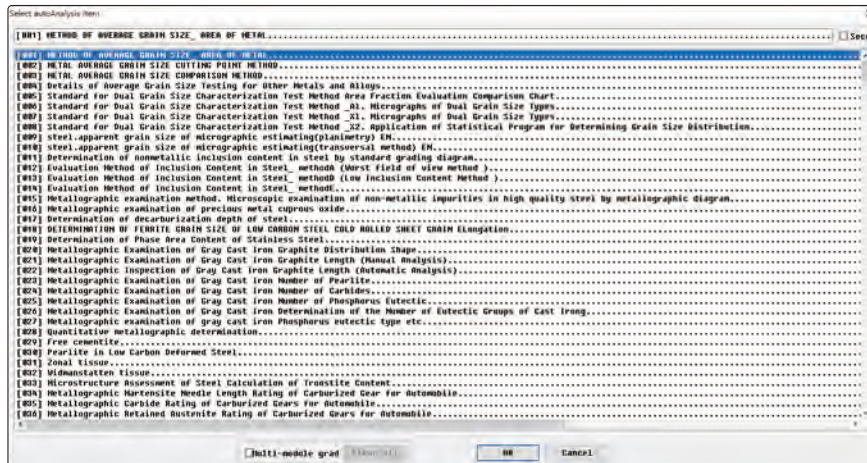 Select autoAnalysis Item
[001] METHOD OF AVERAGE GRAIN SIZE_ AREA OF METAL
[001] METHOD OF AVERAGE GRAIN SIZE_ AREA OF METAL
[002] METAL AVERAGE GRAIN SIZE CUTTING POINT METHOD
[003] METAL AVERAGE GRAIN SIZE COMPARISON METHOD
[004] Details of Average Grain Size Testing for Other Metals and Alloys
[005] Standard for Dual Grain Size Characterization Test Method Area Fraction Evaluation Comparison Chart
[006] Standard for Dual Grain Size Characterization Test Method _A1. Micrographs of Dual Grain Size Types
[007] Standard for Dual Grain Size Characterization Test Method _X1. Micrographs of Dual Grain Size Types
[008] Standard for Dual Grain Size Characterization Test Method _X2. Application of Statistical Program for Determining Grain Size Distribution
[009] steel.apparent grain size of micrographic estimating(planimetry) EN
[010] steel.apparent grain size of micrographic estimating(transversal method) EN
[011] Determination of nonmetallic inclusion content in steel by standard grading diagram
[012] Evaluation Method of Inclusion Content in Steel_ methodA (Worst field of view method )
[013] Evaluation Method of Inclusion Content in Steel_ methodD (Low Inclusion Content Method )
[014] Evaluation Method of Inclusion Content in Steel_ methodE
[015] Metallographic examination method. Microscopic examination of non-metallic impurities in high quality steel by metallographic diagram
[016] Metallographic examination of precious metal cuprous oxide
[017] Determination of decarburization depth of steel
[018] DETERMINATION OF FERRITE GRAIN SIZE OF LOW CARBON STEEL COLD ROLLED SHEET GRAIN ELongation
[019] Determination of Phase Area Content of Stainless Steel
[020] Metallographic Examination of Gray Cast Iron Graphite Distribution Shape
[021] Metallographic Examination of Gray Cast Iron Graphite Length (Manual Analysis)
[022] Metallographic Inspection of Gray Cast Iron Graphite Length (Automatic Analysis)
[023] Metallographic Examination of Gray Cast Iron Number of Pearlite
[024] Metallographic Examination of Gray Cast Iron Number of Carbides
[025] Metallographic Examination of Gray Cast Iron Number of Phosphorus Eutectic
[026] Metallographic Examination of Gray Cast Iron Determination of the Number of Eutectic Groups of Cast Irong
[027] Metallographic examination of gray cast iron Phosphorus eutectic type etc
[028] Quantitative metallographic determination
[029] Free cementite
[030] Pearlite in Low Carbon Deformed Steel
[031] Zonal tissue
[032] Widmanstatten tissue
[033] Microstructure Assessment of Steel Calculation of Troostite Content
[034] Metallographic Martensite Needle Length Rating of Carburized Gear for Automobile
[035] Metallographic Carbide Rating of Carburized Gears for Automobile
[036] Metallographic Retained Austenite Rating of Carburized Gears for Automobile
Multi-module grad OK Cancel